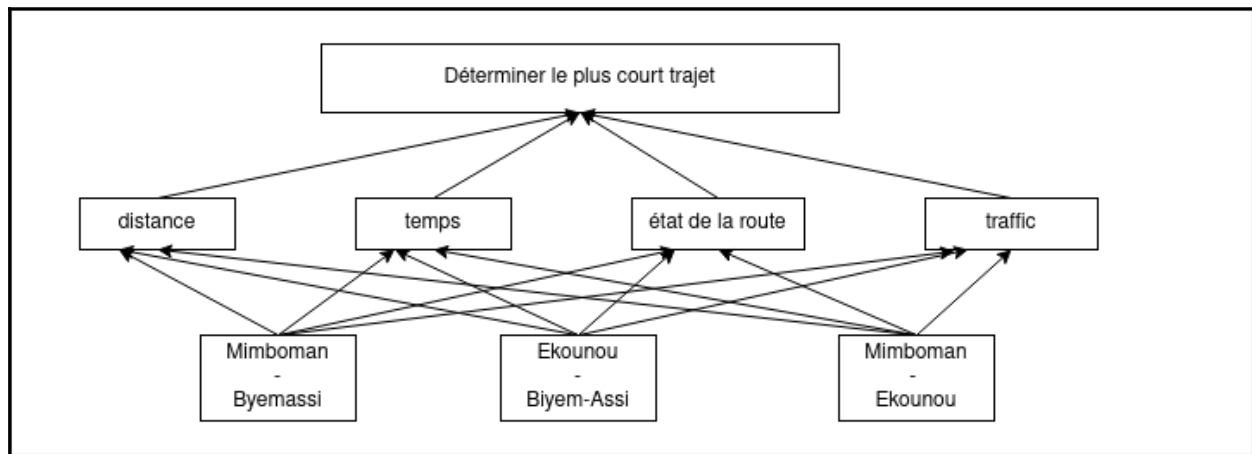 Déterminer le plus court trajet
distance
temps
état de la route
traffic
Mimboman
-
Byemassi
Ekounou
-
Biyem-Assi
Mimboman
-
Ekounou